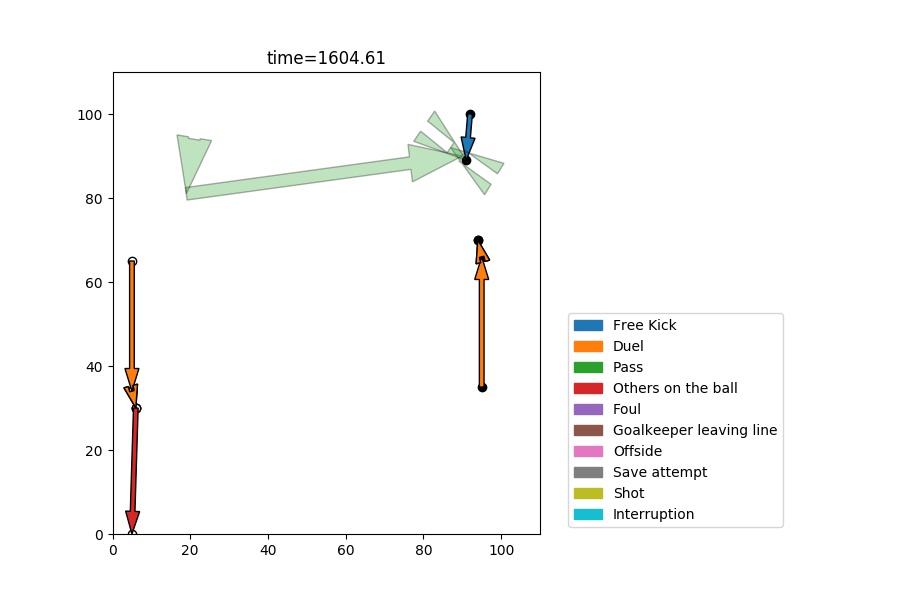 time=1604.61
100
80
60
40
20
0
0 20 40 60 80 100
Free Kick
Duel
Pass
Others on the ball
Foul
Goalkeeper leaving line
Offside
Save attempt
Shot
Interruption